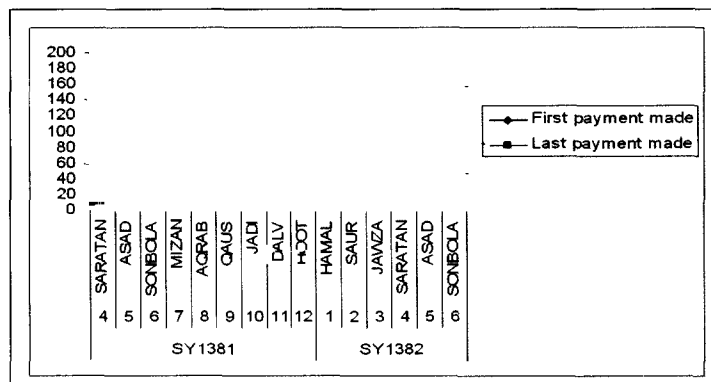 200
180
160
140
120
100
80
60
40
20
0
First payment made
Last payment made
SARATAN
ASAD
SONBOLA
MIZAN
AQRAB
QAUS
JADI
DALV
HOOT
HAMAL
SAUR
JAWZA
SARATAN
ASAD
SONBOLA
4 5 6 7 8 9 10 11 12 1 2 3 4 5 6
SY1381 SY1382